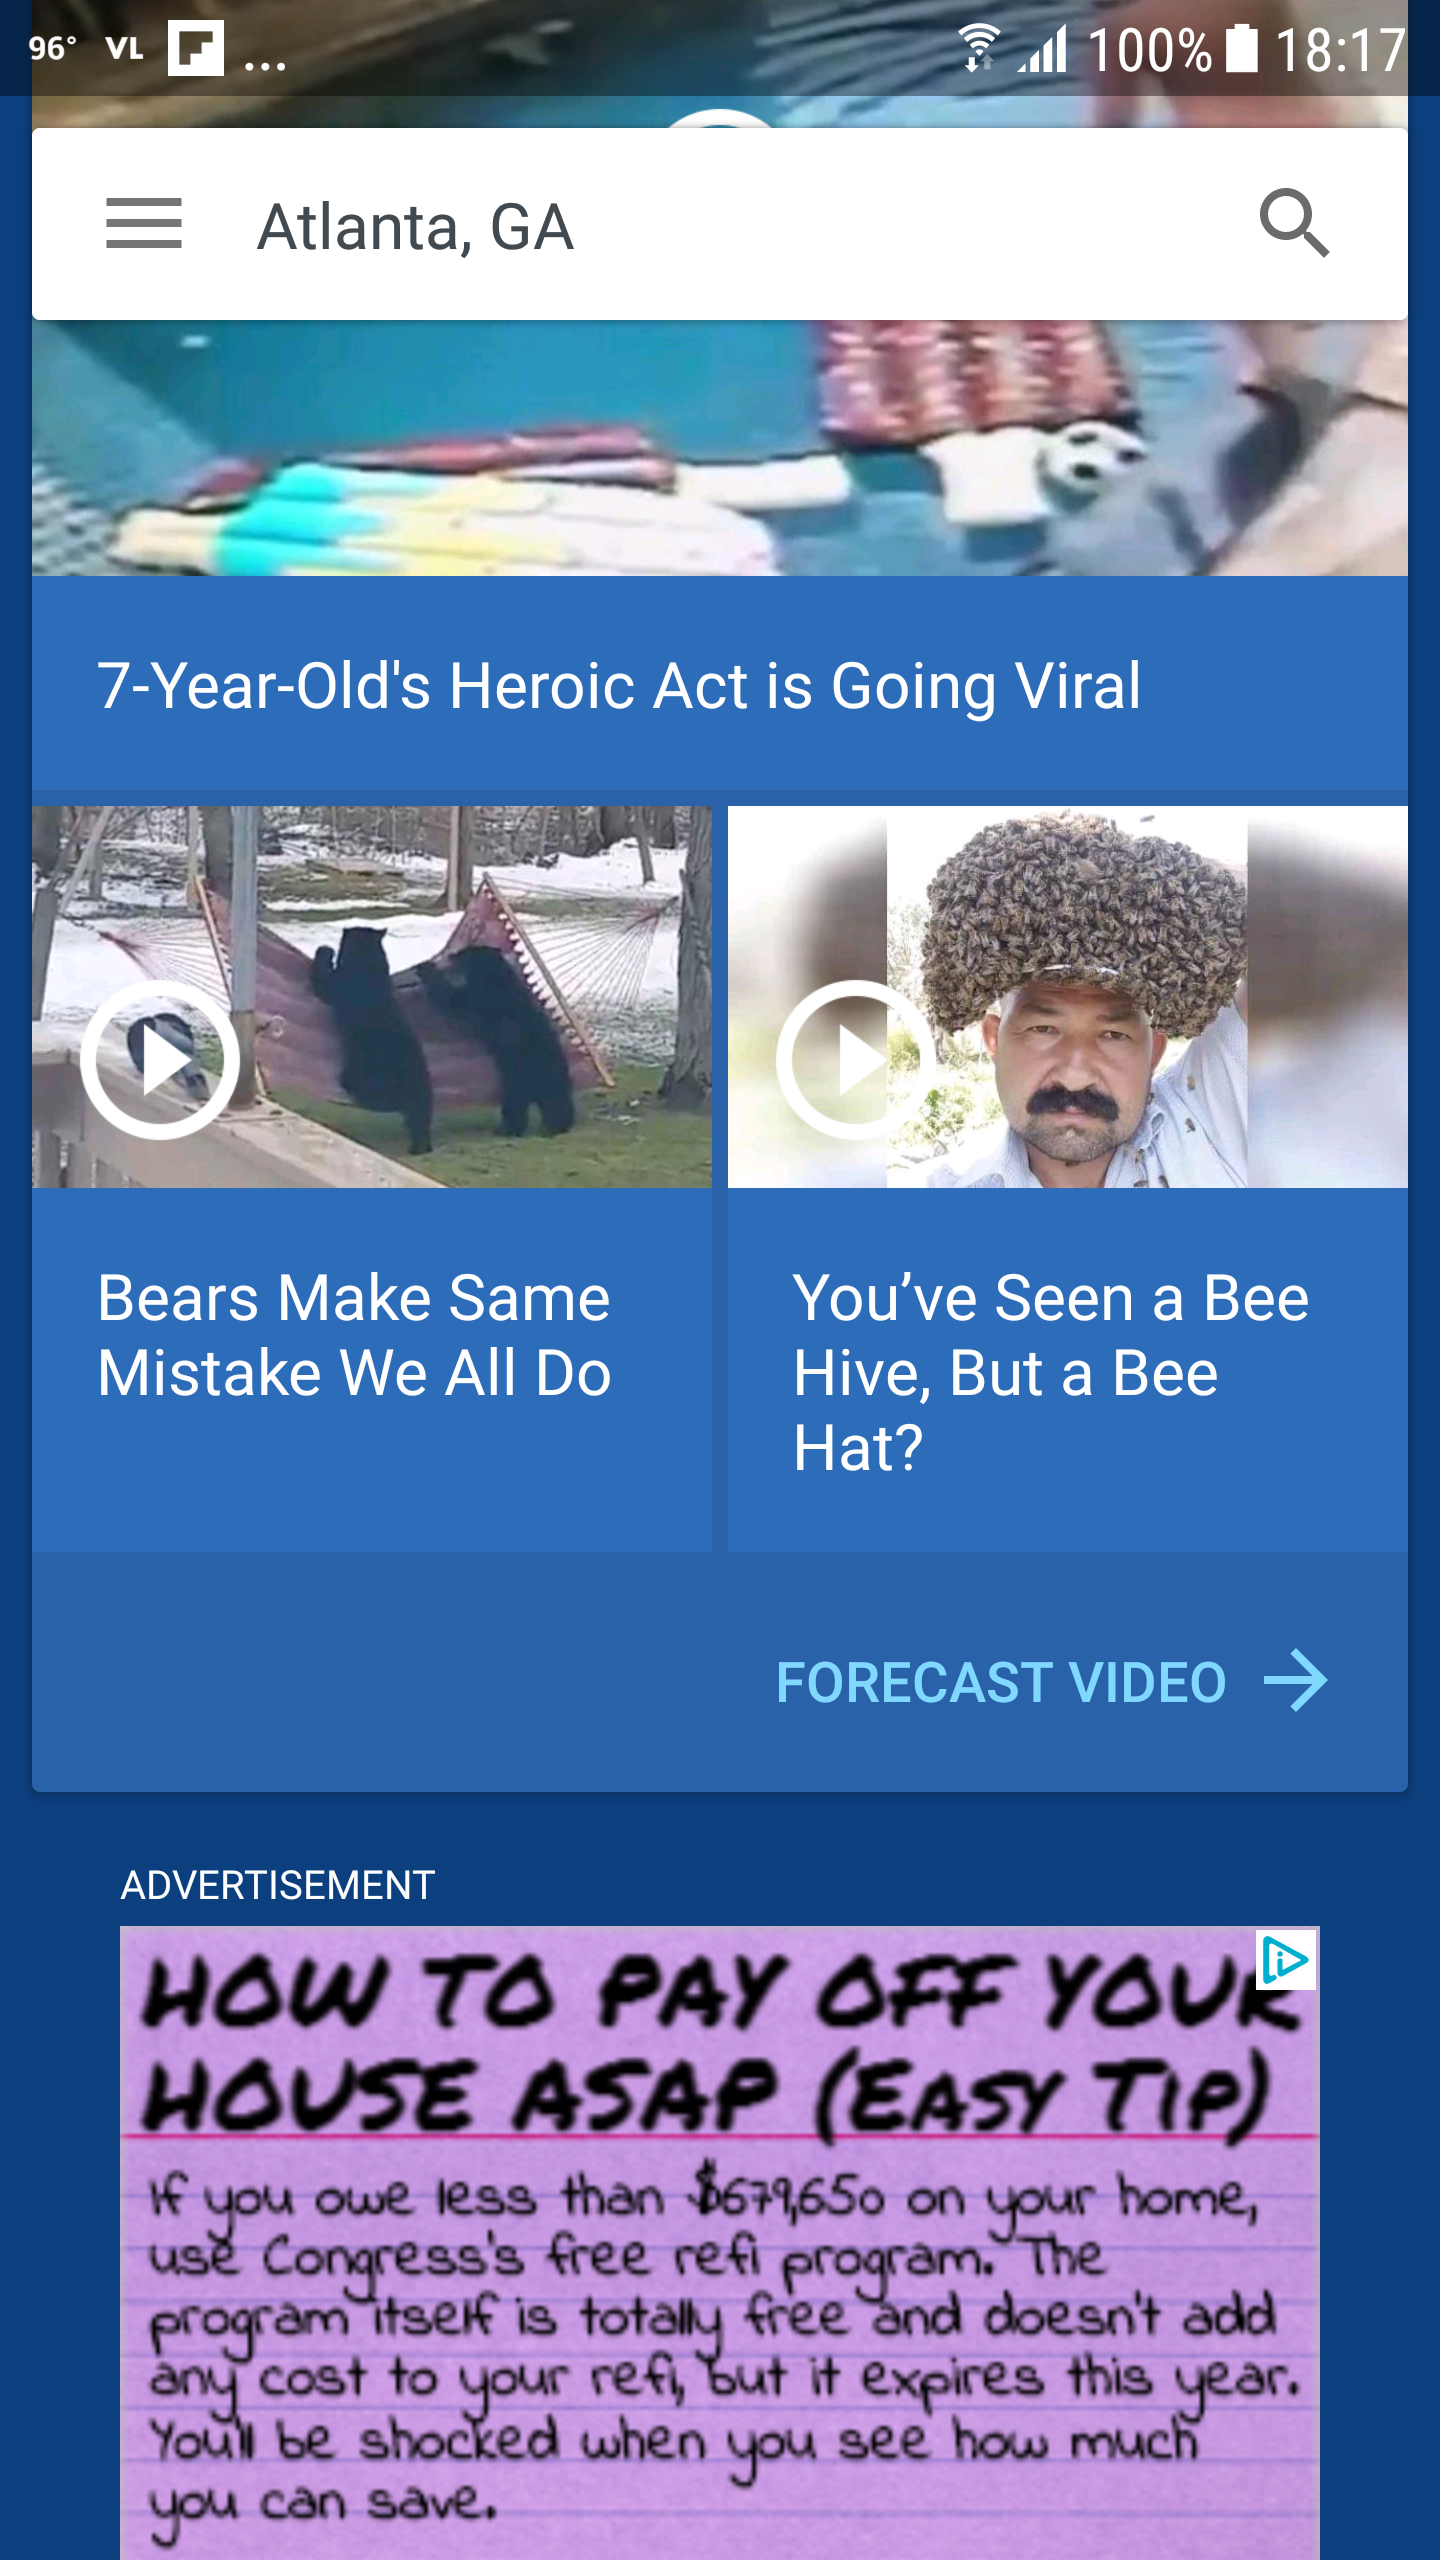 96° VL ... 100% 18:17
Atlanta, GA
7-Year-Old's Heroic Act is Going Viral
Bears Make Same
Mistake We All Do
You’ve Seen a Bee
Hive, But a Bee
Hat?
FORECAST VIDEO
ADVERTISEMENT
HOW TO PAY OFF YOUR
HOUSE ASAP (EASY TIP)
If you owe less than $679,650 on your home,
use Congress's free refi program. The
program itself is totally free and doesn't add
any cost to your refi, but it expires this year.
You'll be shocked when you see how much
you can save.